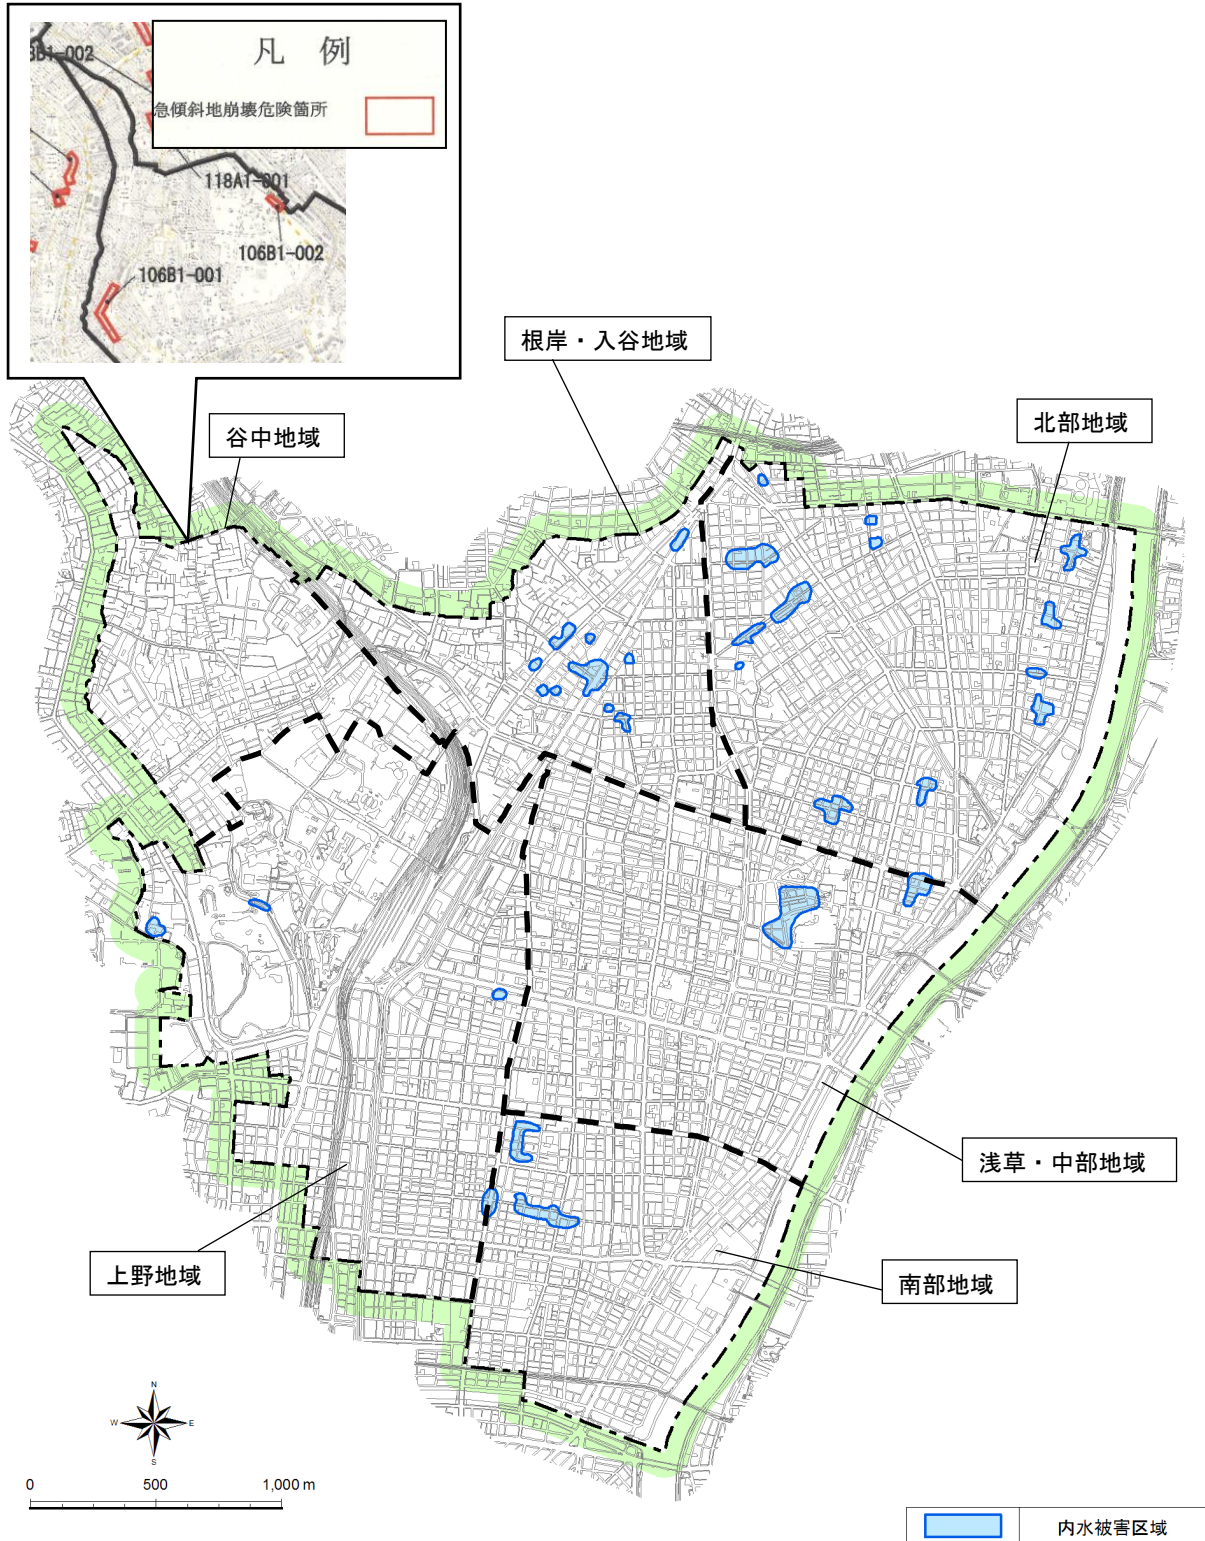 凡 例
急傾斜地崩壊危険箇所
B1-002
118A1-001
106B1-002
106B1-001
根岸・入谷地域
北部地域
谷中地域
浅草・中部地域
南部地域
上野地域
N
W
E
S
0 500 1,000 m
内水被害区域